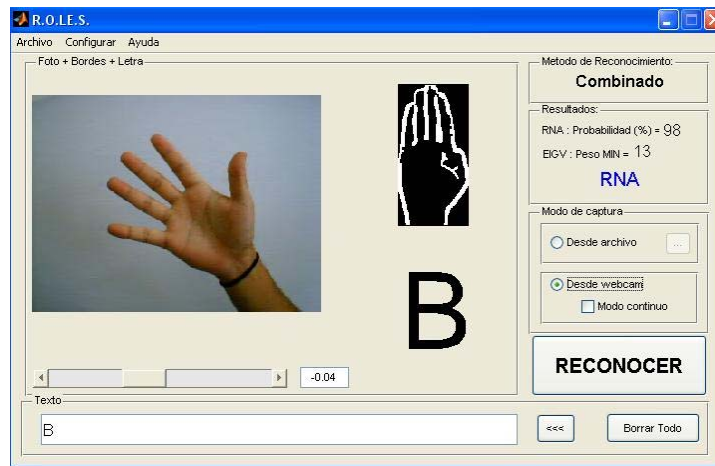 R.O.LE.S.
Archivo Configurar Ayuda
Foto + Bordes + Letra
B
-0.04
Metodo de Reconocimiento:
Combinado
Resultados:
RNA : Probabilidad (%) = 98
EIGV : Peso MIN = 13
RNA
Modo de captura
Desde archivo ...
Desde webcam
Modo continuo
RECONOCER
Texto
B <<< Borrar Todo